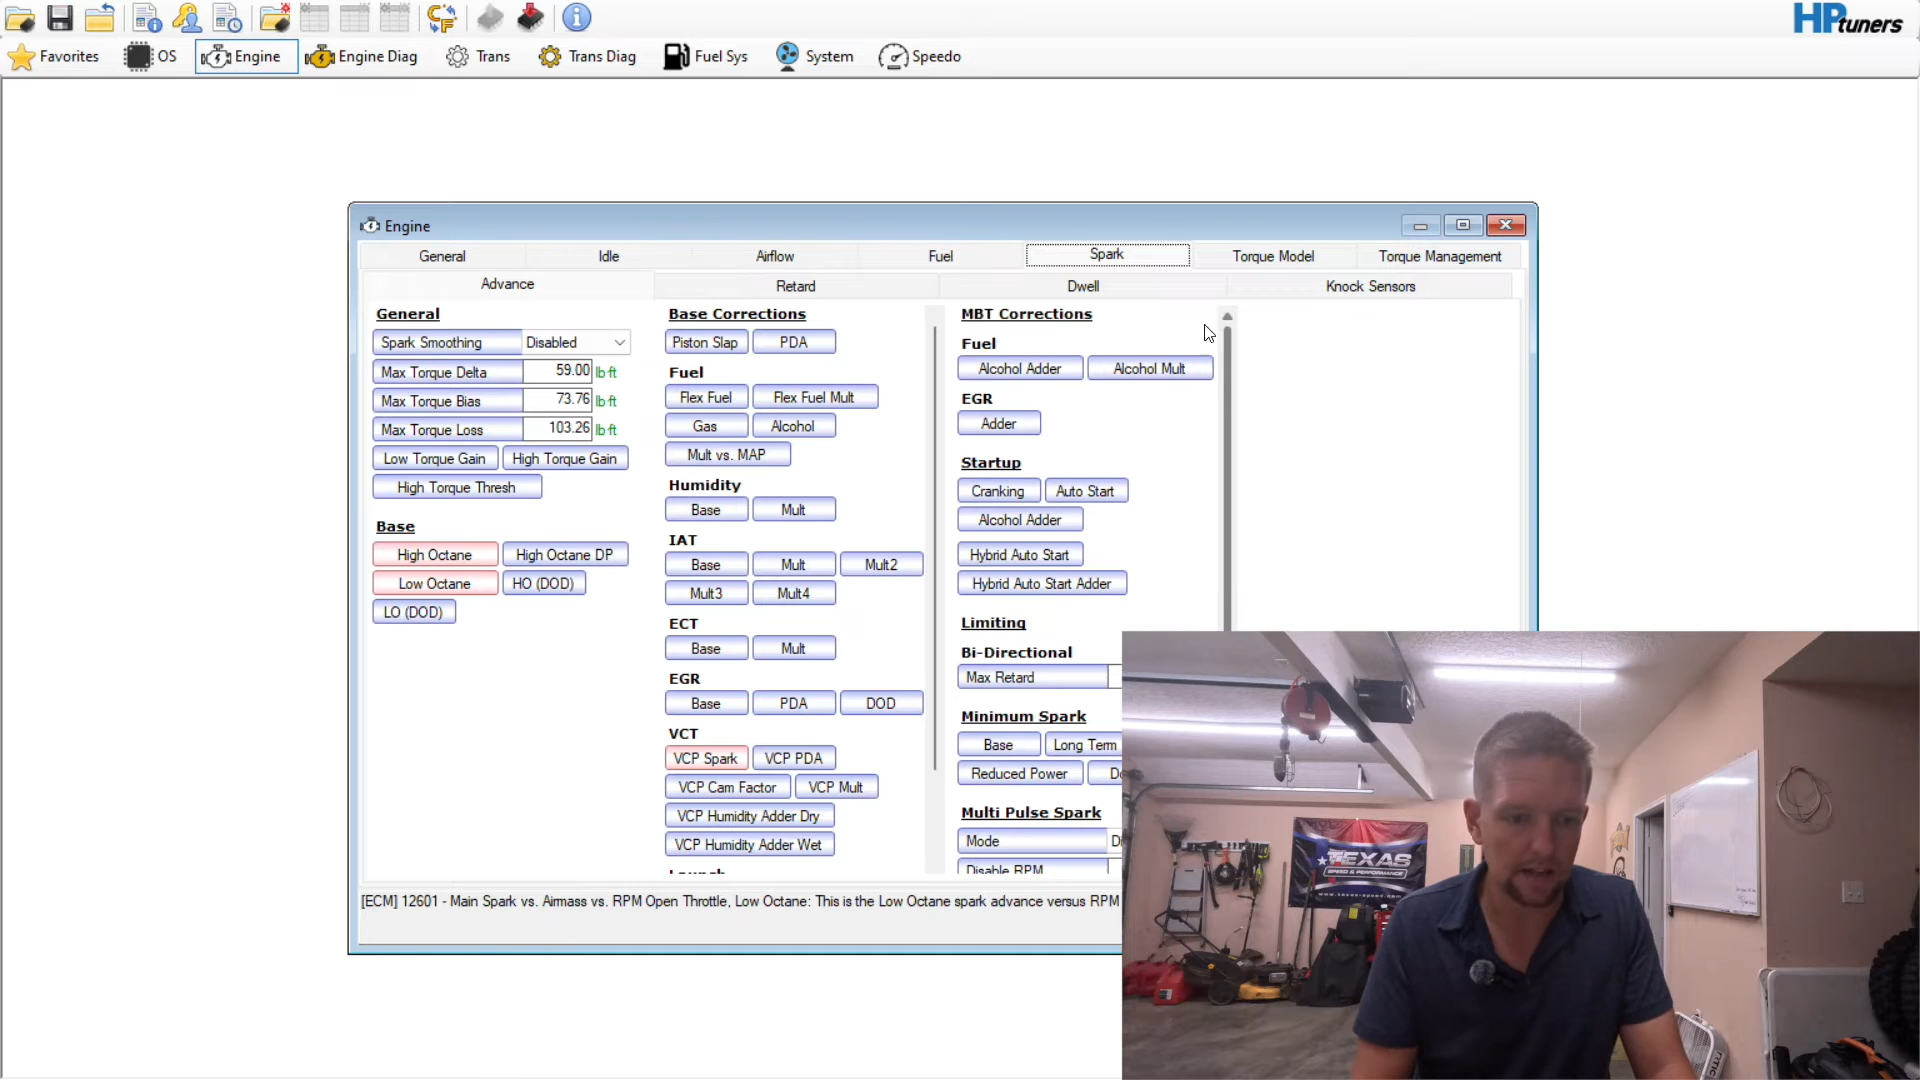 HP tuners
Favorites OS Engine Engine Diag Trans Trans Diag Fuel Sys System Speedo
Engine
General Idle Airflow Fuel Spark Torque Model Torque Management
Advance Retard Dwell Knock Sensors
General
Spark Smoothing Disabled
Max Torque Delta 59.00 lb·ft
Max Torque Bias 73.76 lb·ft
Max Torque Loss 103.26 lb·ft
Low Torque Gain High Torque Gain
High Torque Thresh
Base
High Octane High Octane DP
Low Octane HO (DOD)
LO (DOD)
Base Corrections
Piston Slap PDA
Fuel
Flex Fuel Flex Fuel Mult
Gas Alcohol
Mult vs. MAP
Humidity
Base Mult
IAT
Base Mult Mult2
Mult3 Mult4
ECT
Base Mult
EGR
Base PDA DOD
VCT
VCP Spark VCP PDA
VCP Cam Factor VCP Mult
VCP Humidity Adder Dry
VCP Humidity Adder Wet
MBT Corrections
Fuel
Alcohol Adder Alcohol Mult
EGR
Adder
Startup
Cranking Auto Start
Alcohol Adder
Hybrid Auto Start
Hybrid Auto Start Adder
Limiting
Bi-Directional
Max Retard
Minimum Spark
Base Long Term
Reduced Power
Multi Pulse Spark
Mode
Disable RPM
[ECM] 12601 - Main Spark vs. Airmass vs. RPM Open Throttle, Low Octane: This is the Low Octane spark advance versus RPM
TEXAS
SPEED & PERFORMANCE
www.texas-speed.com